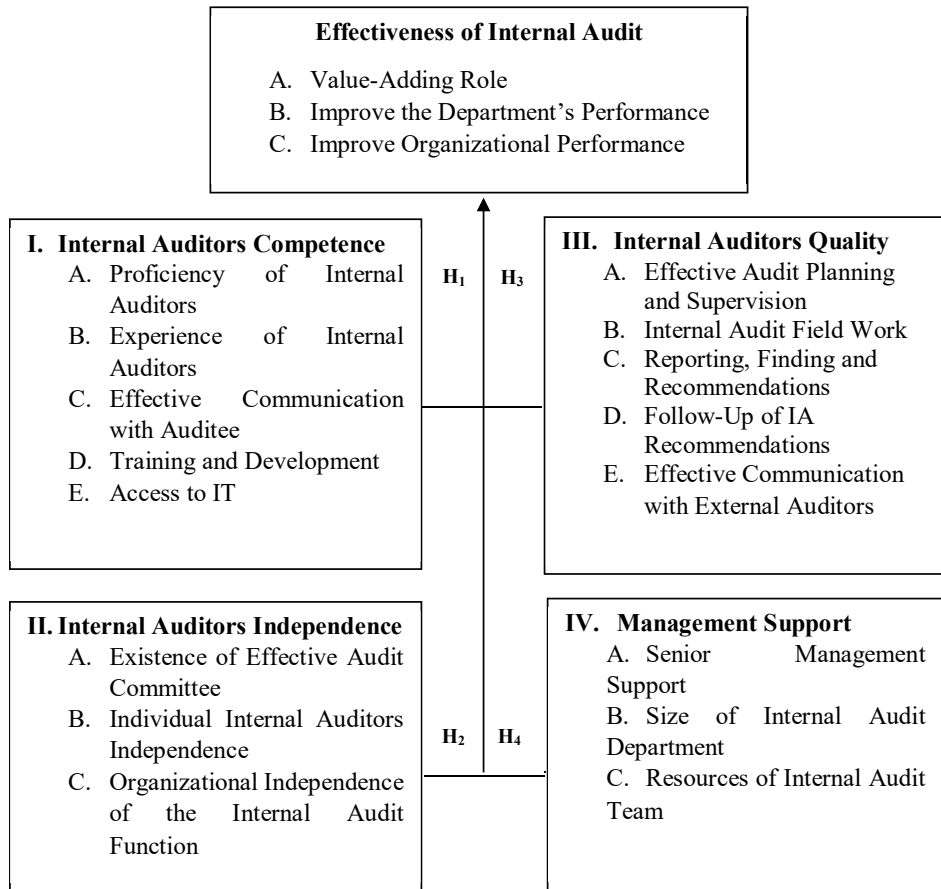 Effectiveness of Internal Audit
A. Value-Adding Role
B. Improve the Department's Performance
C. Improve Organizational Performance
I. Internal Auditors Competence
A. Proficiency of Internal
Auditors
B. Experience of Internal
Auditors
C. Effective Communication
with Auditee
D. Training and Development
E. Access to IT
H1
H3
III. Internal Auditors Quality
A. Effective Audit Planning
and Supervision
B. Internal Audit Field Work
C. Reporting, Finding and
Recommendations
D. Follow-Up of IA
Recommendations
E. Effective Communication
with External Auditors
II. Internal Auditors Independence
A. Existence of Effective Audit
Committee
B. Individual Internal Auditors
Independence
C. Organizational Independence
of the Internal Audit
Function
H2
H4
IV. Management Support
A. Senior Management
Support
B. Size of Internal Audit
Department
C. Resources of Internal Audit
Team